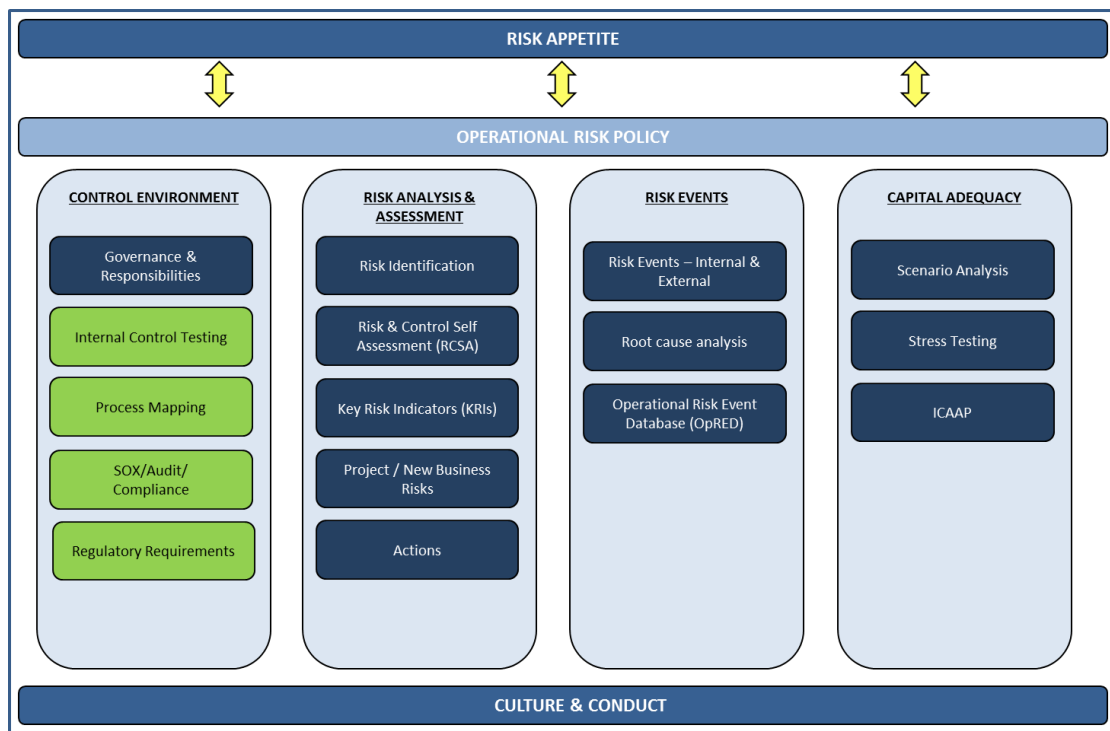 RISK APPETITE
OPERATIONAL RISK POLICY
CONTROL ENVIRONMENT
Governance &
Responsibilities
Internal Control Testing
Process Mapping
SOX/Audit/
Compliance
Regulatory Requirements
RISK ANALYSIS &
ASSESSMENT
Risk Identification
Risk & Control Self
Assessment (RCSA)
Key Risk Indicators (KRIs)
Project / New Business
Risks
Actions
RISK EVENTS
Risk Events – Internal &
External
Root cause analysis
Operational Risk Event
Database (OpRED)
CAPITAL ADEQUACY
Scenario Analysis
Stress Testing
ICAAP
CULTURE & CONDUCT